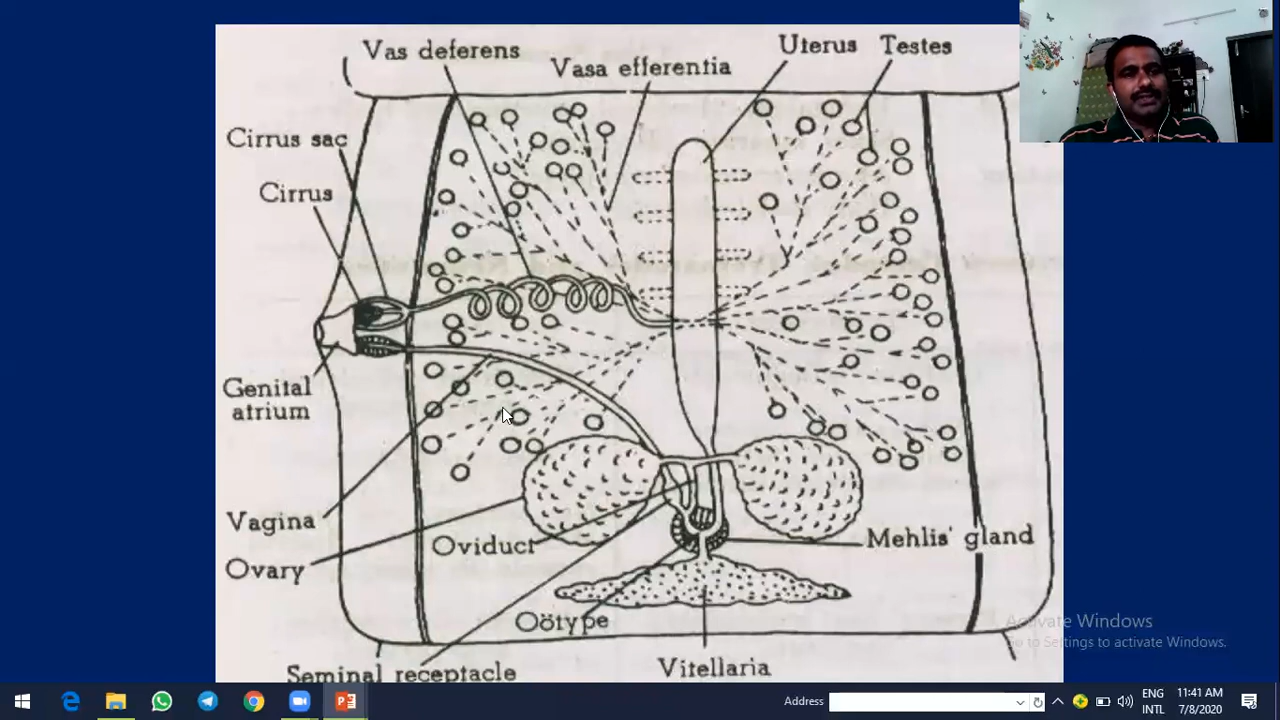 Vas deferens
Vasa efferentia
Uterus
Testes
Cirrus sac
Cirrus
Genital
atrium
Vagina
Ovary
Oviduct
Oötype
Seminal receptacle
Vitellaria
Mehlis' gland
Activate Windows
Go to Settings to activate Windows.
Address
ENG
INTL
11:41 AM
7/8/2020